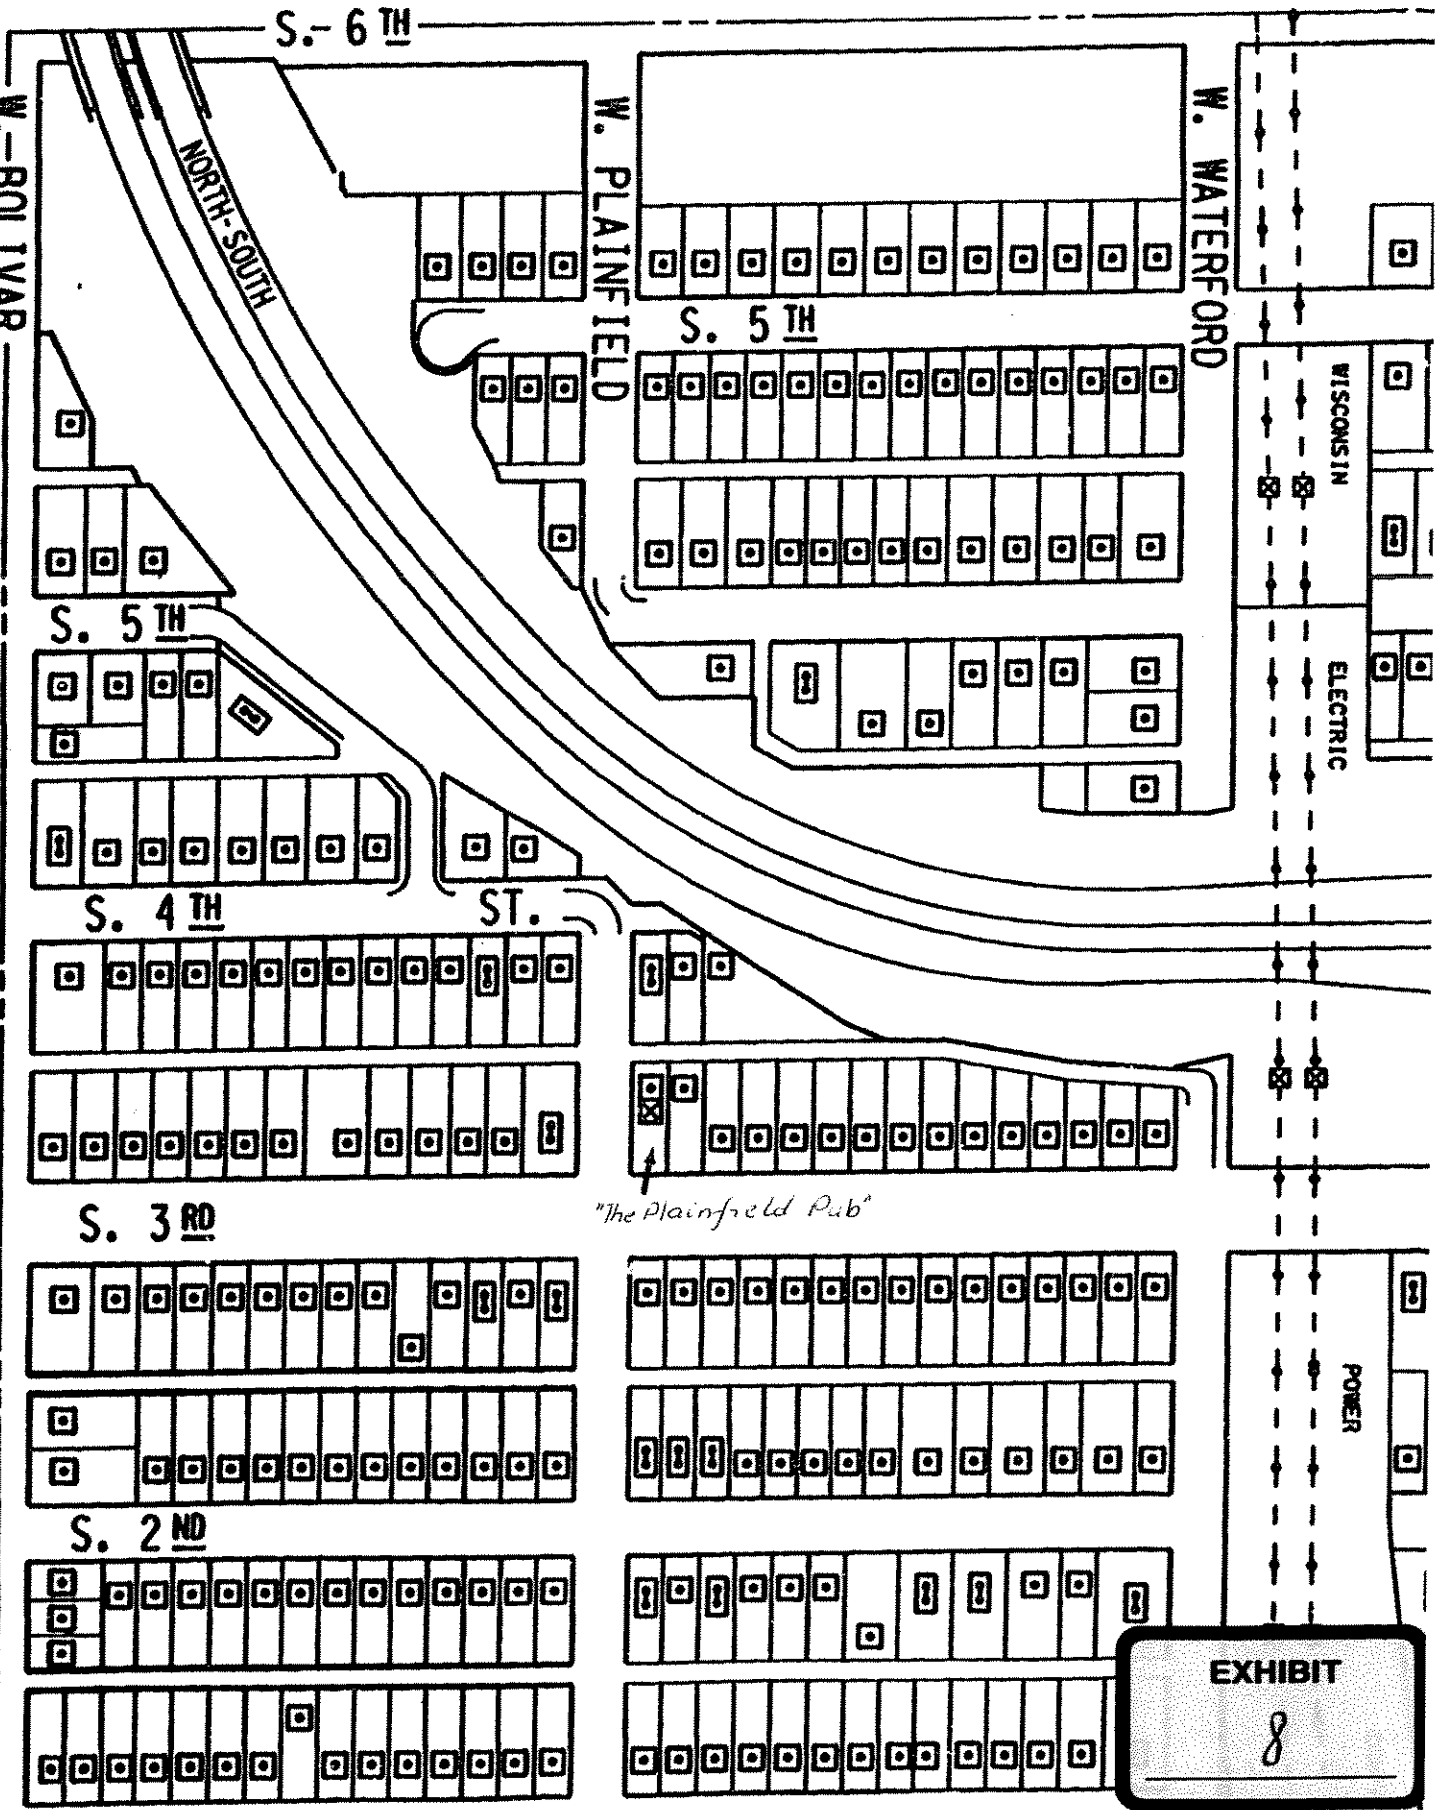 S.- 6 TH
W. BOLIVAR
NORTH-SOUTH
W. PLAINFIELD
W. WATERFORD
S. 5 TH
WISCONSIN
S. 5 TH
ELECTRIC
S. 4 TH
ST.
"The Plainfield Pub"
S. 3 RD
POWER
S. 2 ND
EXHIBIT
8